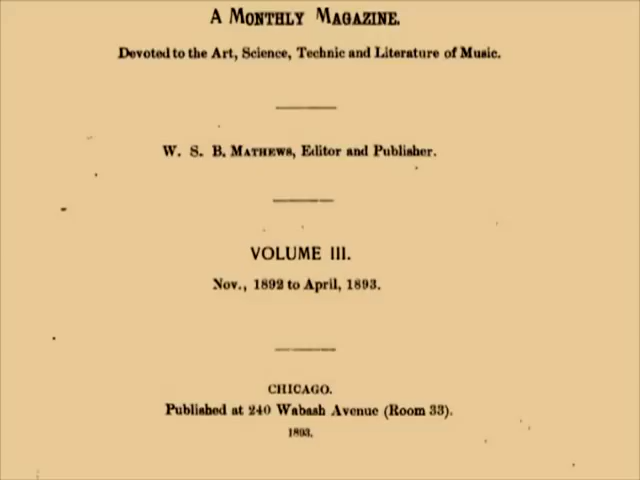 A MONTHLY MAGAZINE.
Devoted to the Art, Science, Technic and Literature of Music.
W. S. B. MATHEWS, Editor and Publisher.
VOLUME III.
Nov., 1892 to April, 1893.
CHICAGO.
Published at 240 Wabash Avenue (Room 33).
1893.